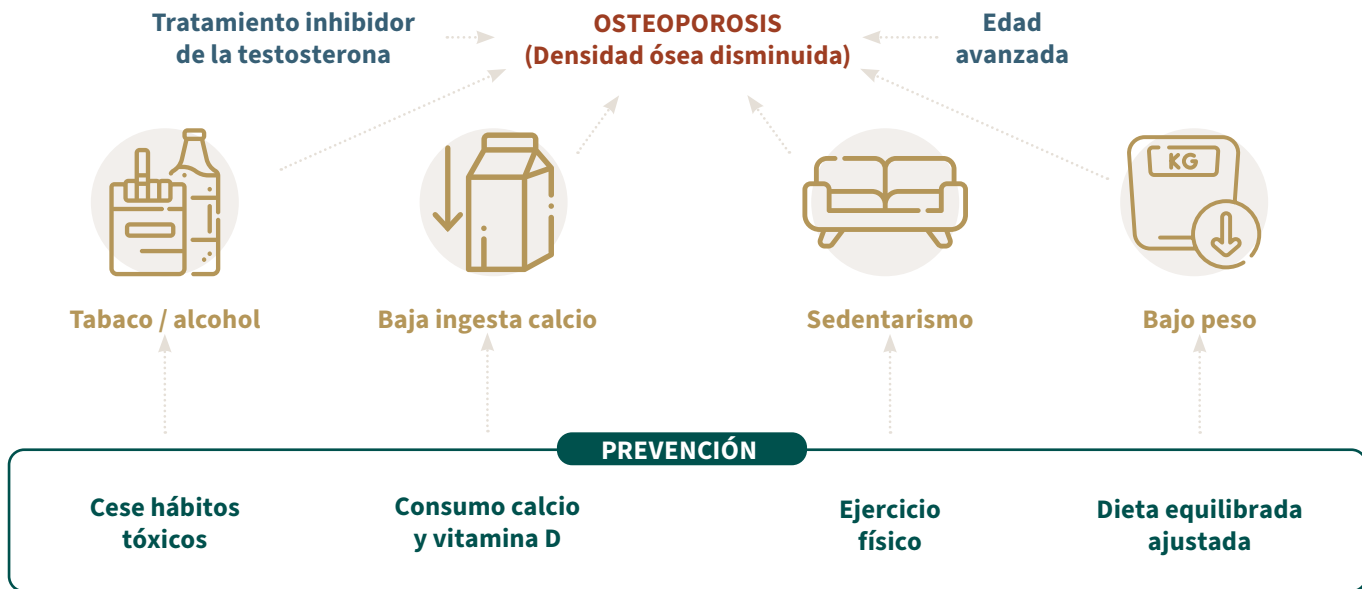 Tratamiento inhibidor
de la testosterona
OSTEOPOROSIS
(Densidad ósea disminuida)
Edad
avanzada
KG
Tabaco / alcohol
Baja ingesta calcio
Sedentarismo
Bajo peso
PREVENCIÓN
Cese hábitos
tóxicos
Consumo calcio
y vitamina D
Ejercicio
físico
Dieta equilibrada
ajustada